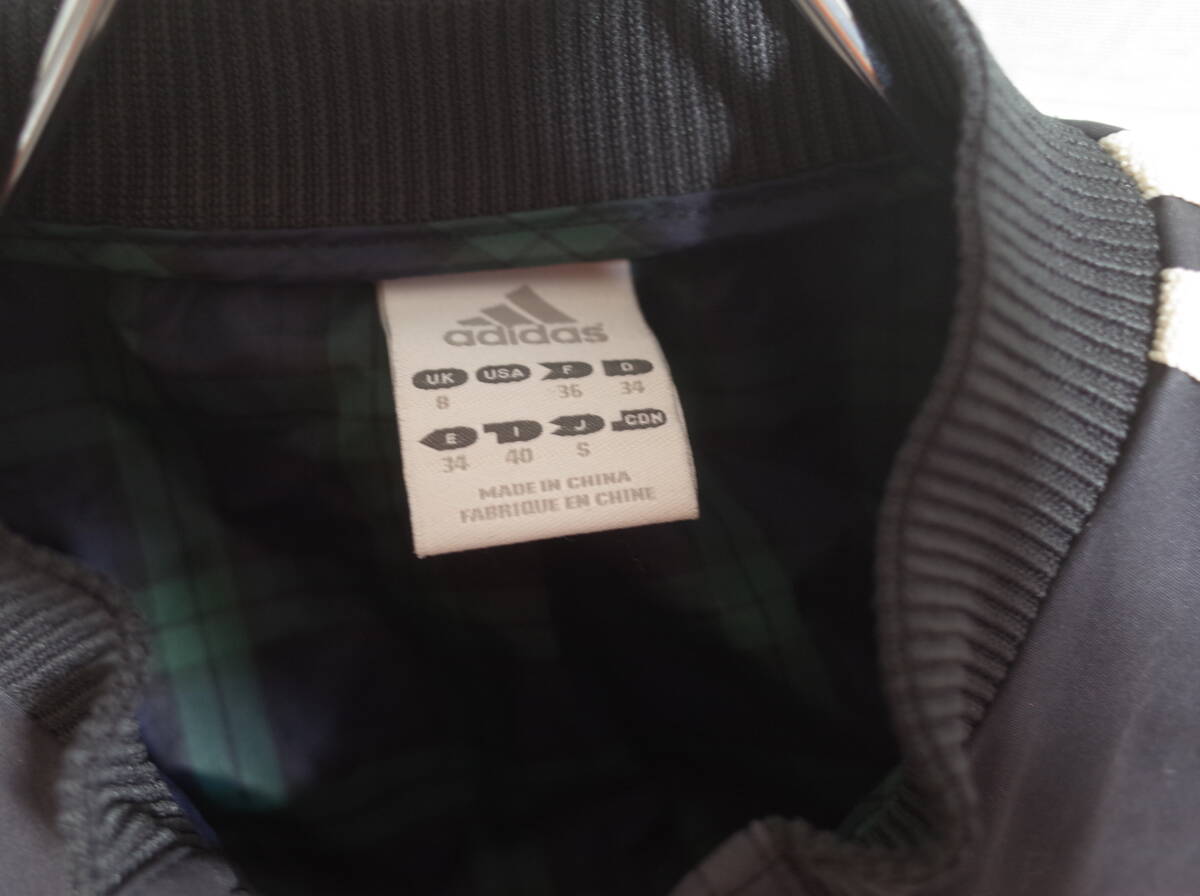 adidas
UK USA F D
8 36 34
E I J CDN
34 40 S
MADE IN CHINA
FABRIQUE EN CHINE